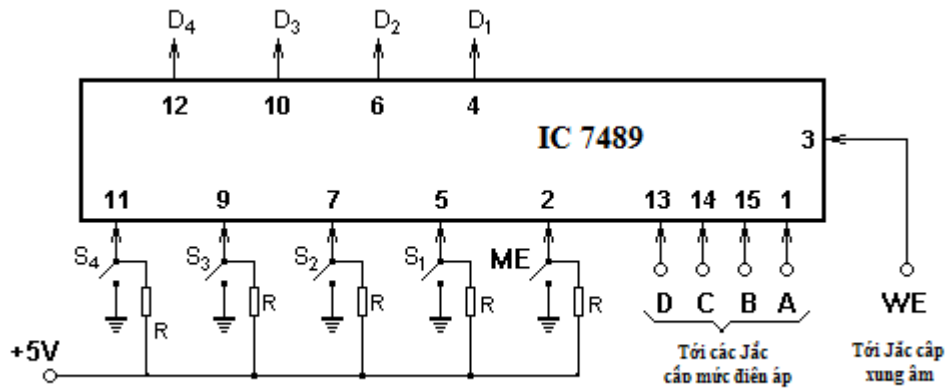 D4 D3 D2 D1
12 10 6 4
IC 7489
3
11 9 7 5 2 13 14 15 1
S4 S3 S2 S1 ME
R R R R R
D C B A
WE
+5V
Tới các Jắc
cấp mức điện áp
Tới Jắc cấp
xung âm